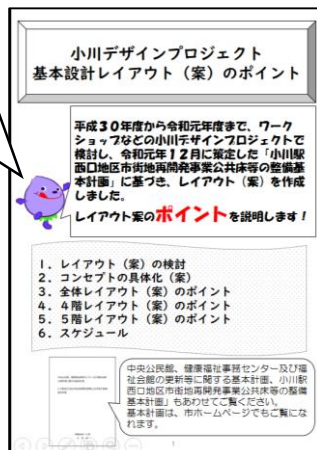 小川デザインプロジェクト
基本設計レイアウト（案）のポイント
平成３０年度から令和元年度まで、ワーク
ショップなどの小川デザインプロジェクトで
検討し、令和元年１２月に策定した「小川駅
西口地区市街地再開発事業公共床等の整備基
本計画」に基づき、レイアウト（案）を作成
しました。
レイアウト案のポイントを説明します！
１．レイアウト（案）の検討
２．コンセプトの具体化（案）
３．全体レイアウト（案）のポイント
４．４階レイアウト（案）のポイント
５．５階レイアウト（案）のポイント
６．スケジュール
中央公民館、健康福祉事務センター及び福
祉会館の更新等に関する基本計画、小川駅
西口地区市街地再開発事業公共床等の整備
基本計画」もあわせてご覧ください。
基本計画は、市ホームページでもご覧にな
れます。